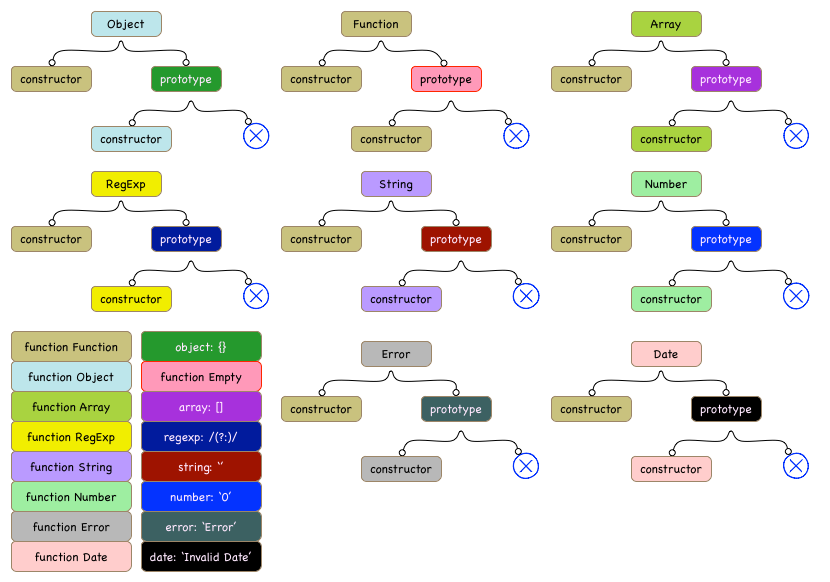 Object
Function
Array
constructor
prototype
constructor
prototype
constructor
prototype
constructor
constructor
constructor
RegExp
String
Number
constructor
prototype
constructor
prototype
constructor
prototype
constructor
constructor
constructor
function Function
object: {}
function Object
function Empty
function Array
array: []
function RegExp
regexp: /(?:)/
function String
string: ‘’
function Number
number: ‘0’
function Error
error: ‘Error’
function Date
date: ‘Invalid Date’
Error
Date
constructor
prototype
constructor
prototype
constructor
constructor